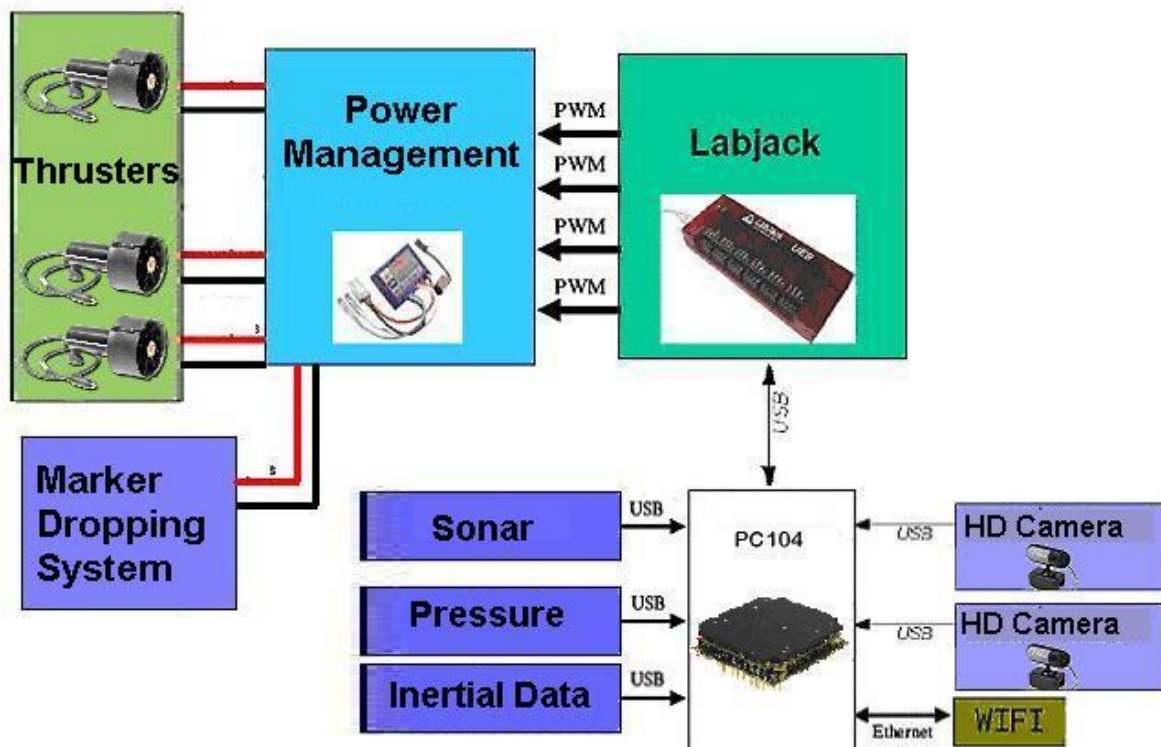 Thrusters
Power
Management
PWM
PWM
PWM
PWM
Labjack
USB
Marker
Dropping
System
Sonar
USB
Pressure
USB
Inertial Data
USB
PC104
USB
HD Camera
USB
HD Camera
Ethernet
WIFI